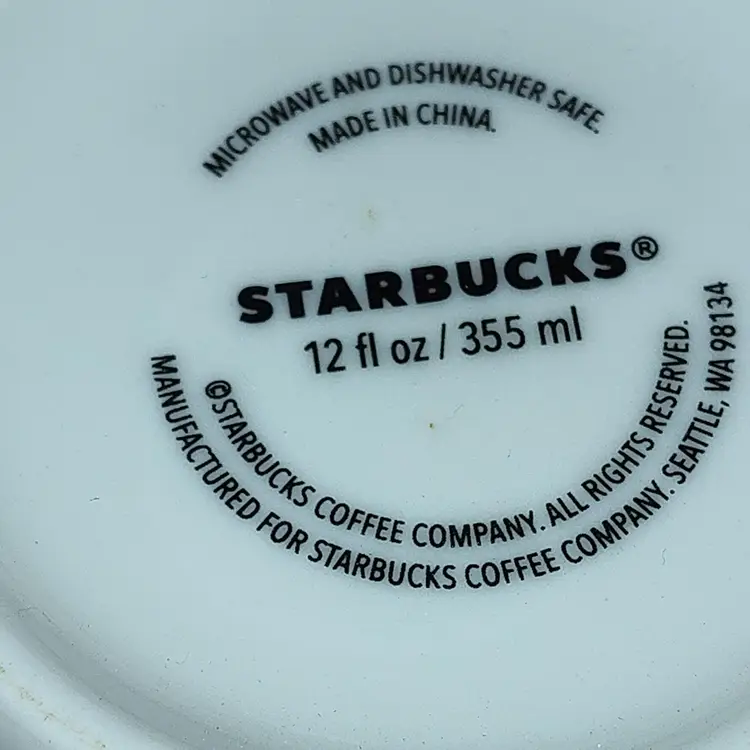 MICROWAVE AND DISHWASHER SAFE.
MADE IN CHINA.
STARBUCKS®
12 fl oz / 355 ml
©STARBUCKS COFFEE COMPANY. ALL RIGHTS RESERVED.
MANUFACTURED FOR STARBUCKS COFFEE COMPANY. SEATTLE, WA 98134